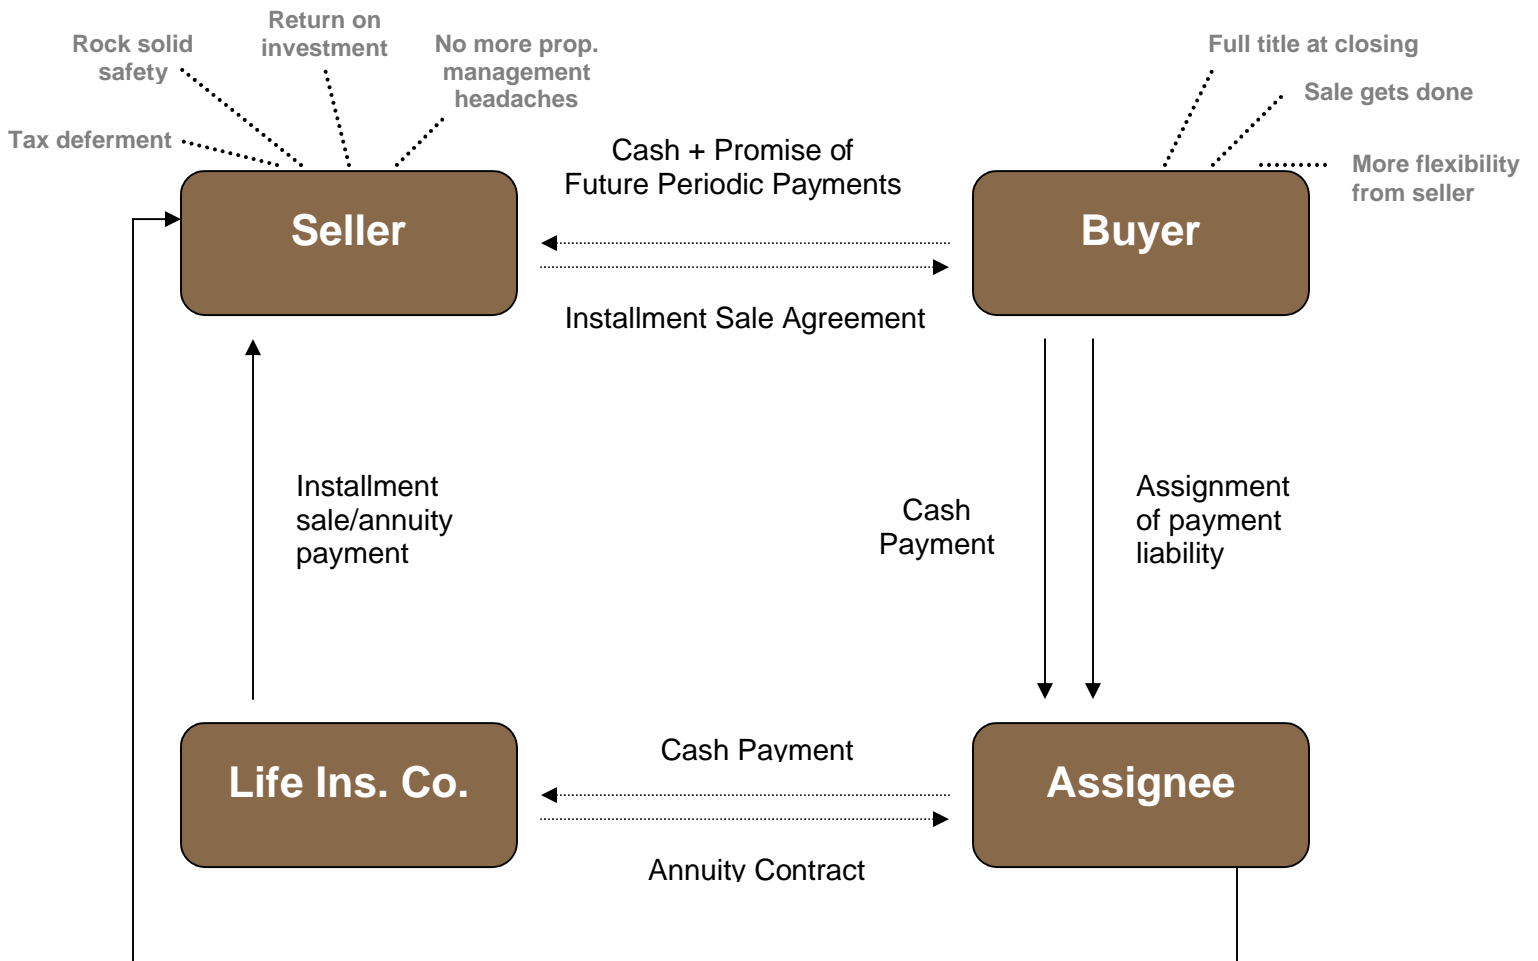 Return on
investment
Rock solid
safety
No more prop.
management
headaches
Tax deferment
Full title at closing
Sale gets done
More flexibility
from seller
Cash + Promise of
Future Periodic Payments
Seller
Buyer
Installment Sale Agreement
Installment
sale/annuity
payment
Cash
Payment
Assignment
of payment
liability
Cash Payment
Life Ins. Co.
Assignee
Annuity Contract